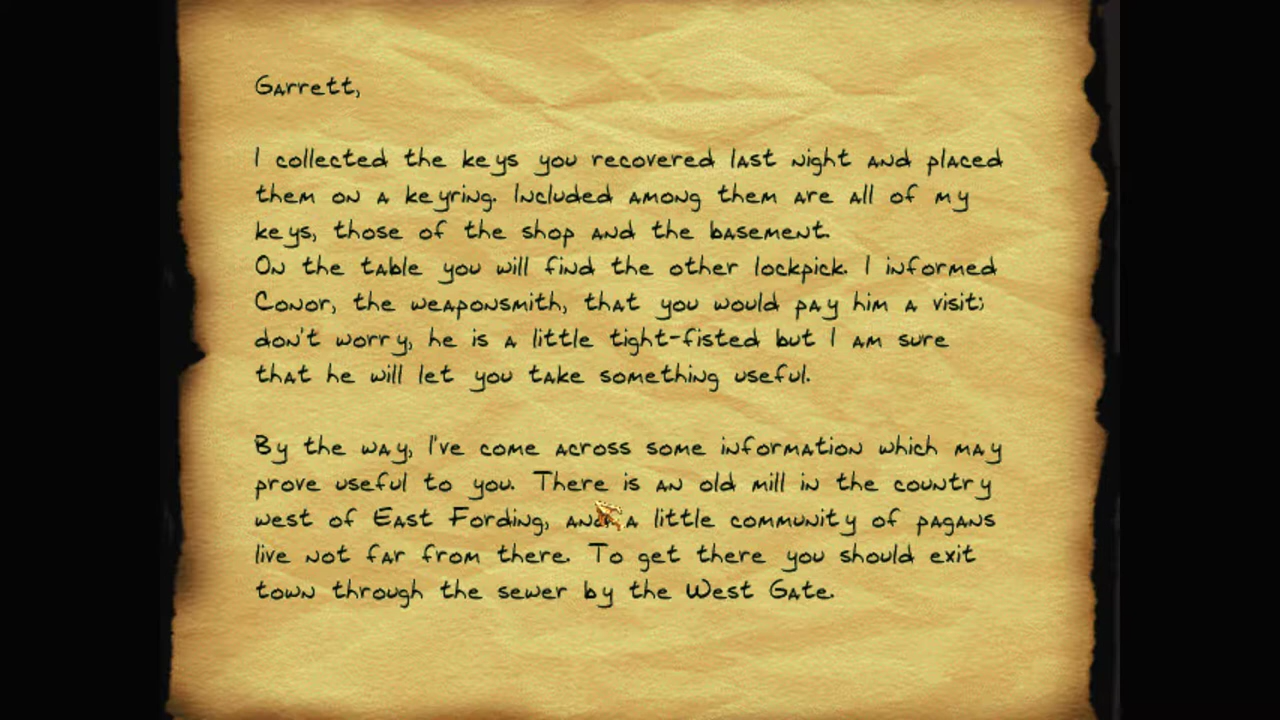 Garrett,
I collected the keys you recovered last night and placed
them on a keyring. Included among them are all of my
keys, those of the shop and the basement.
On the table you will find the other lockpick. I informed
Conor, the weaponsmith, that you would pay him a visit;
don't worry, he is a little tight-fisted but I am sure
that he will let you take something useful.
By the way, I've come across some information which may
prove useful to you. There is an old mill in the country
west of East Fording, and a little community of pagans
live not far from there. To get there you should exit
town through the sewer by the West Gate.